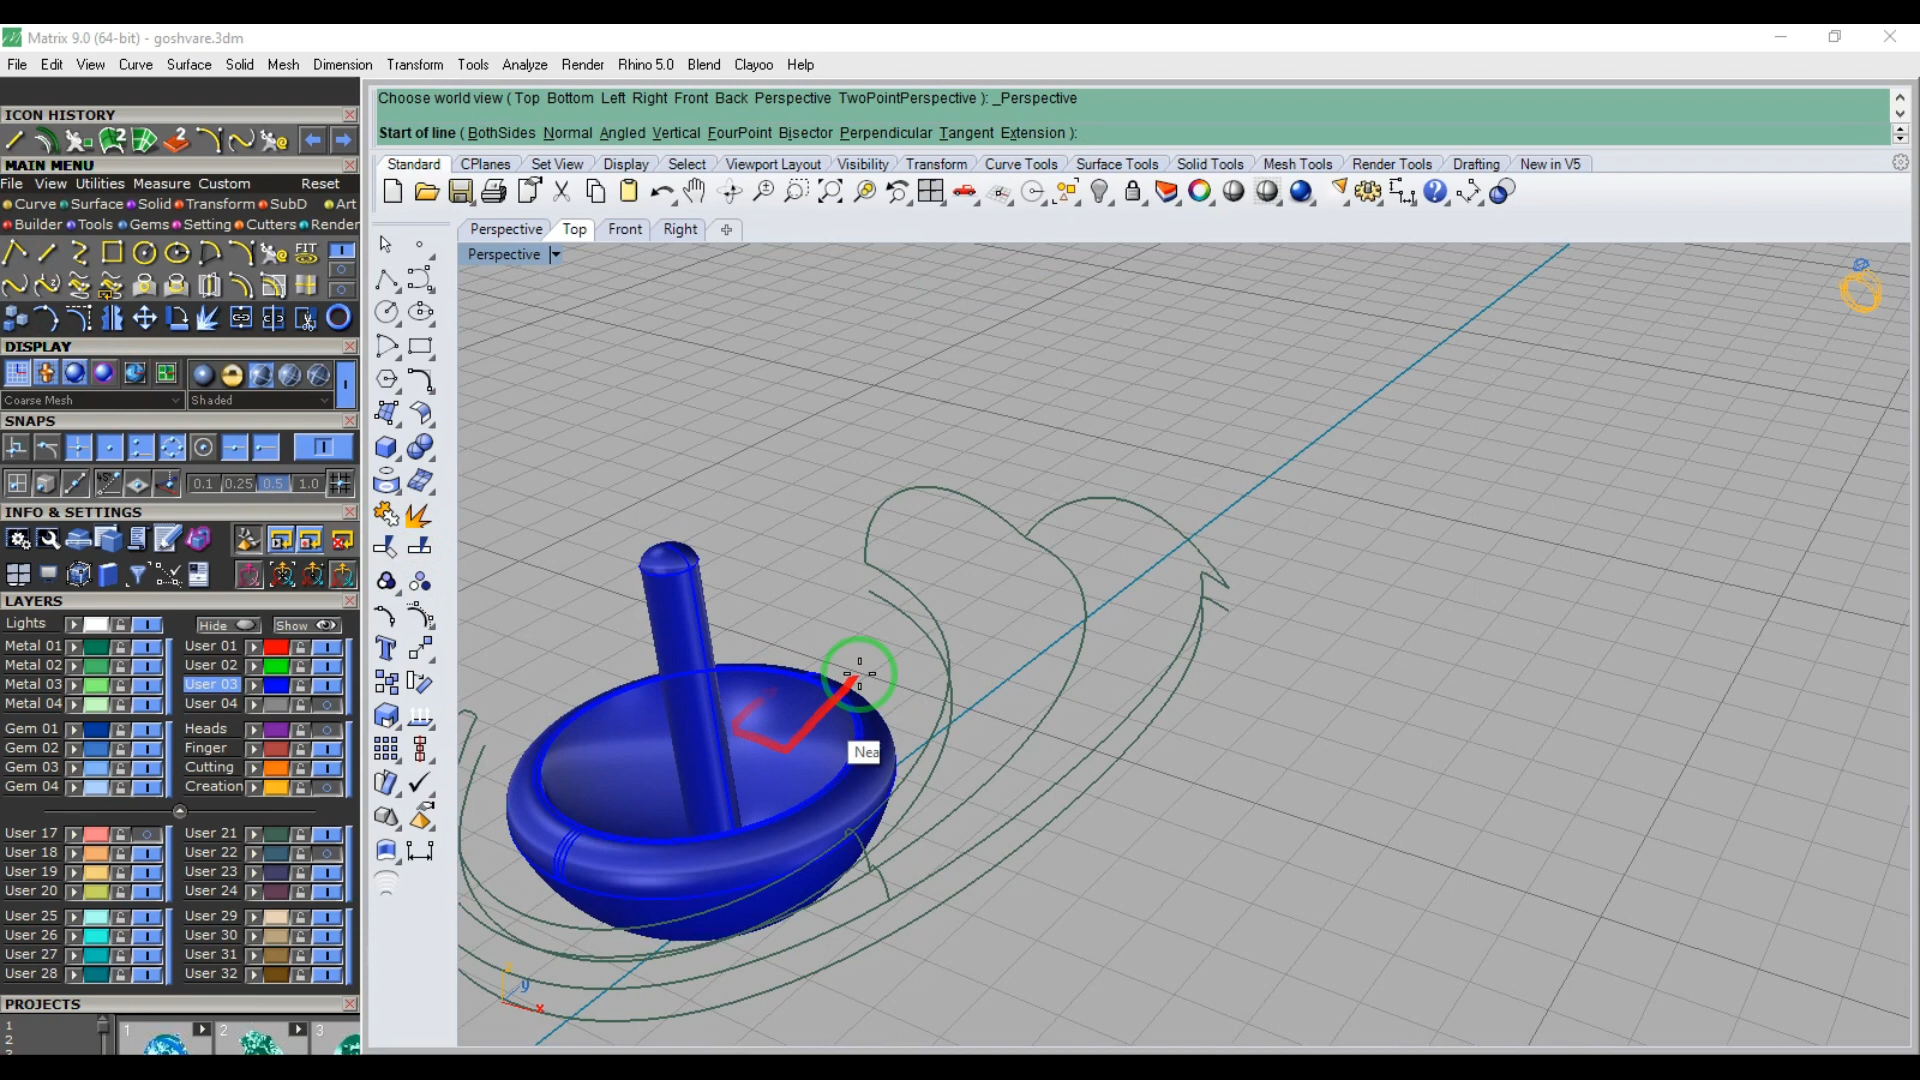 Matrix 9.0 (64-bit) - goshvare.3dm
File Edit View Curve Surface Solid Mesh Dimension Transform Tools Analyze Render Rhino 5.0 Blend Clayoo Help
ICON HISTORY
Choose world view ( Top Bottom Left Right Front Back Perspective TwoPointPerspective ): _Perspective
Start of line ( BothSides Normal Angled Vertical FourPoint Bisector Perpendicular Tangent Extension ):
MAIN MENU
File View Utilities Measure Custom Reset
Curve Surface Solid Transform SubD Art
Builder Tools Gems Setting Cutters Render
Standard CPlanes Set View Display Select Viewport Layout Visibility Transform Curve Tools Surface Tools Solid Tools Mesh Tools Render Tools Drafting New in V5
Perspective Top Front Right
Perspective
FIT
DISPLAY
Coarse Mesh Shaded
SNAPS
0.1 0.25 0.5 1.0
INFO & SETTINGS
LAYERS
Lights Hide Show
Metal 01 User 01
Metal 02 User 02
Metal 03 User 03
Metal 04 User 04
Gem 01 Heads
Gem 02 Finger
Gem 03 Cutting
Gem 04 Creation
User 17 User 21
User 18 User 22
User 19 User 23
User 20 User 24
User 25 User 29
User 26 User 30
User 27 User 31
User 28 User 32
PROJECTS
1
2
1 2 3
Nea
y
x